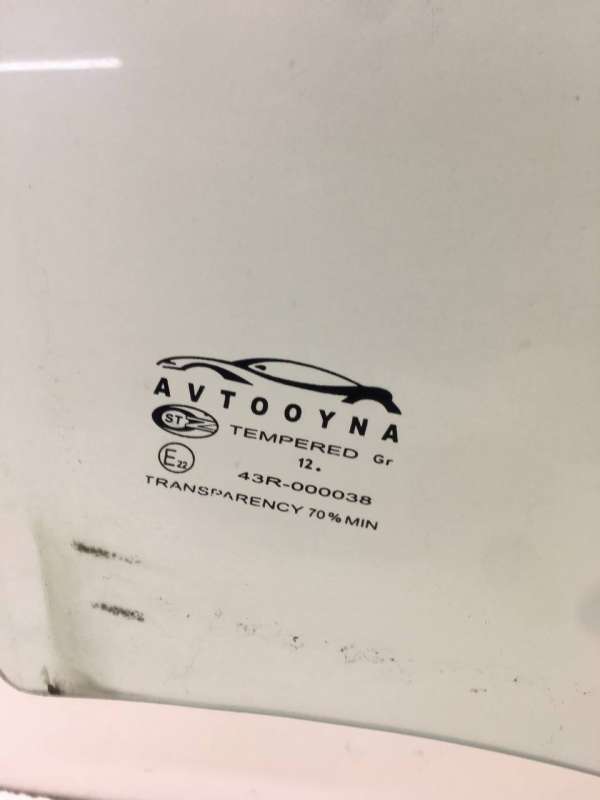 AVTOOYNA
ST TEMPERED Gr
12.
E22 43R-000038
TRANSPARENCY 70% MIN